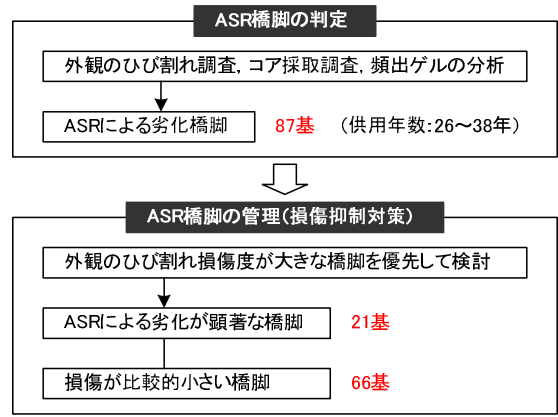 ASR橋脚の判定
外観のひび割れ調査，コア採取調査，頻出ゲルの分析
ASRによる劣化橋脚 87基 （供用年数：26～38年）
ASR橋脚の管理（損傷抑制対策）
外観のひび割れ損傷度が大きな橋脚を優先して検討
ASRによる劣化が顕著な橋脚 21基
損傷が比較的小さい橋脚 66基